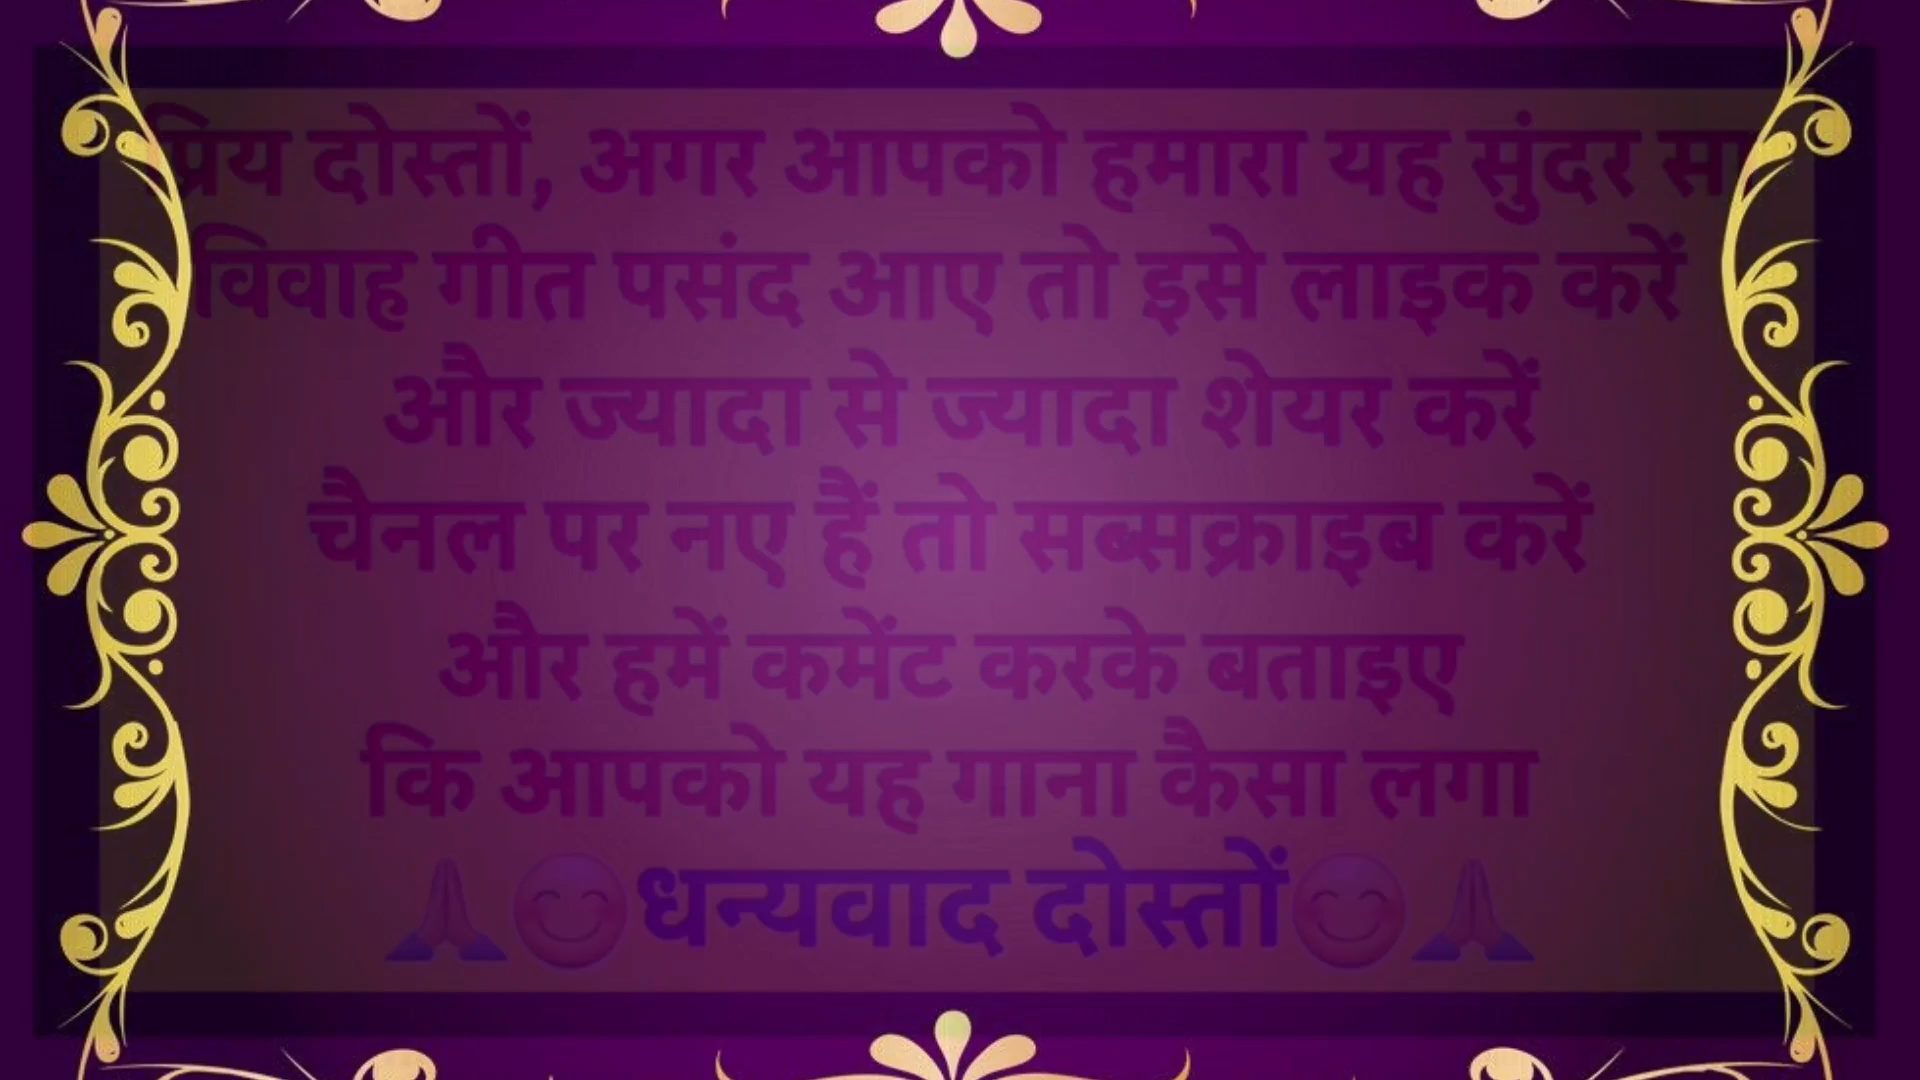 प्रिय दोस्तों, अगर आपको हमारा यह सुंदर सा
विवाह गीत पसंद आए तो इसे लाइक करें
और ज्यादा से ज्यादा शेयर करें
चैनल पर नए हैं तो सब्सक्राइब करें
और हमें कमेंट करके बताइए
कि आपको यह गाना कैसा लगा
🙏😊धन्यवाद दोस्तों😊🙏